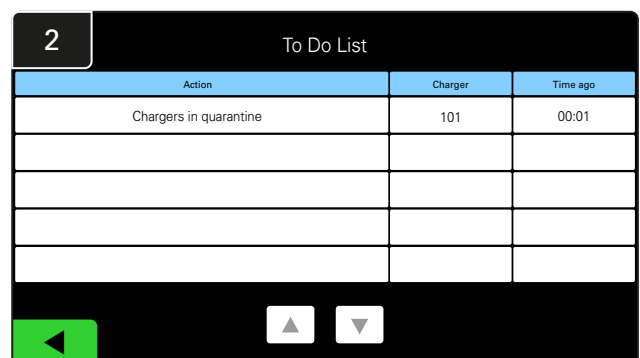 2
To Do List
Action Charger Time ago
Chargers in quarantine 101 00:01